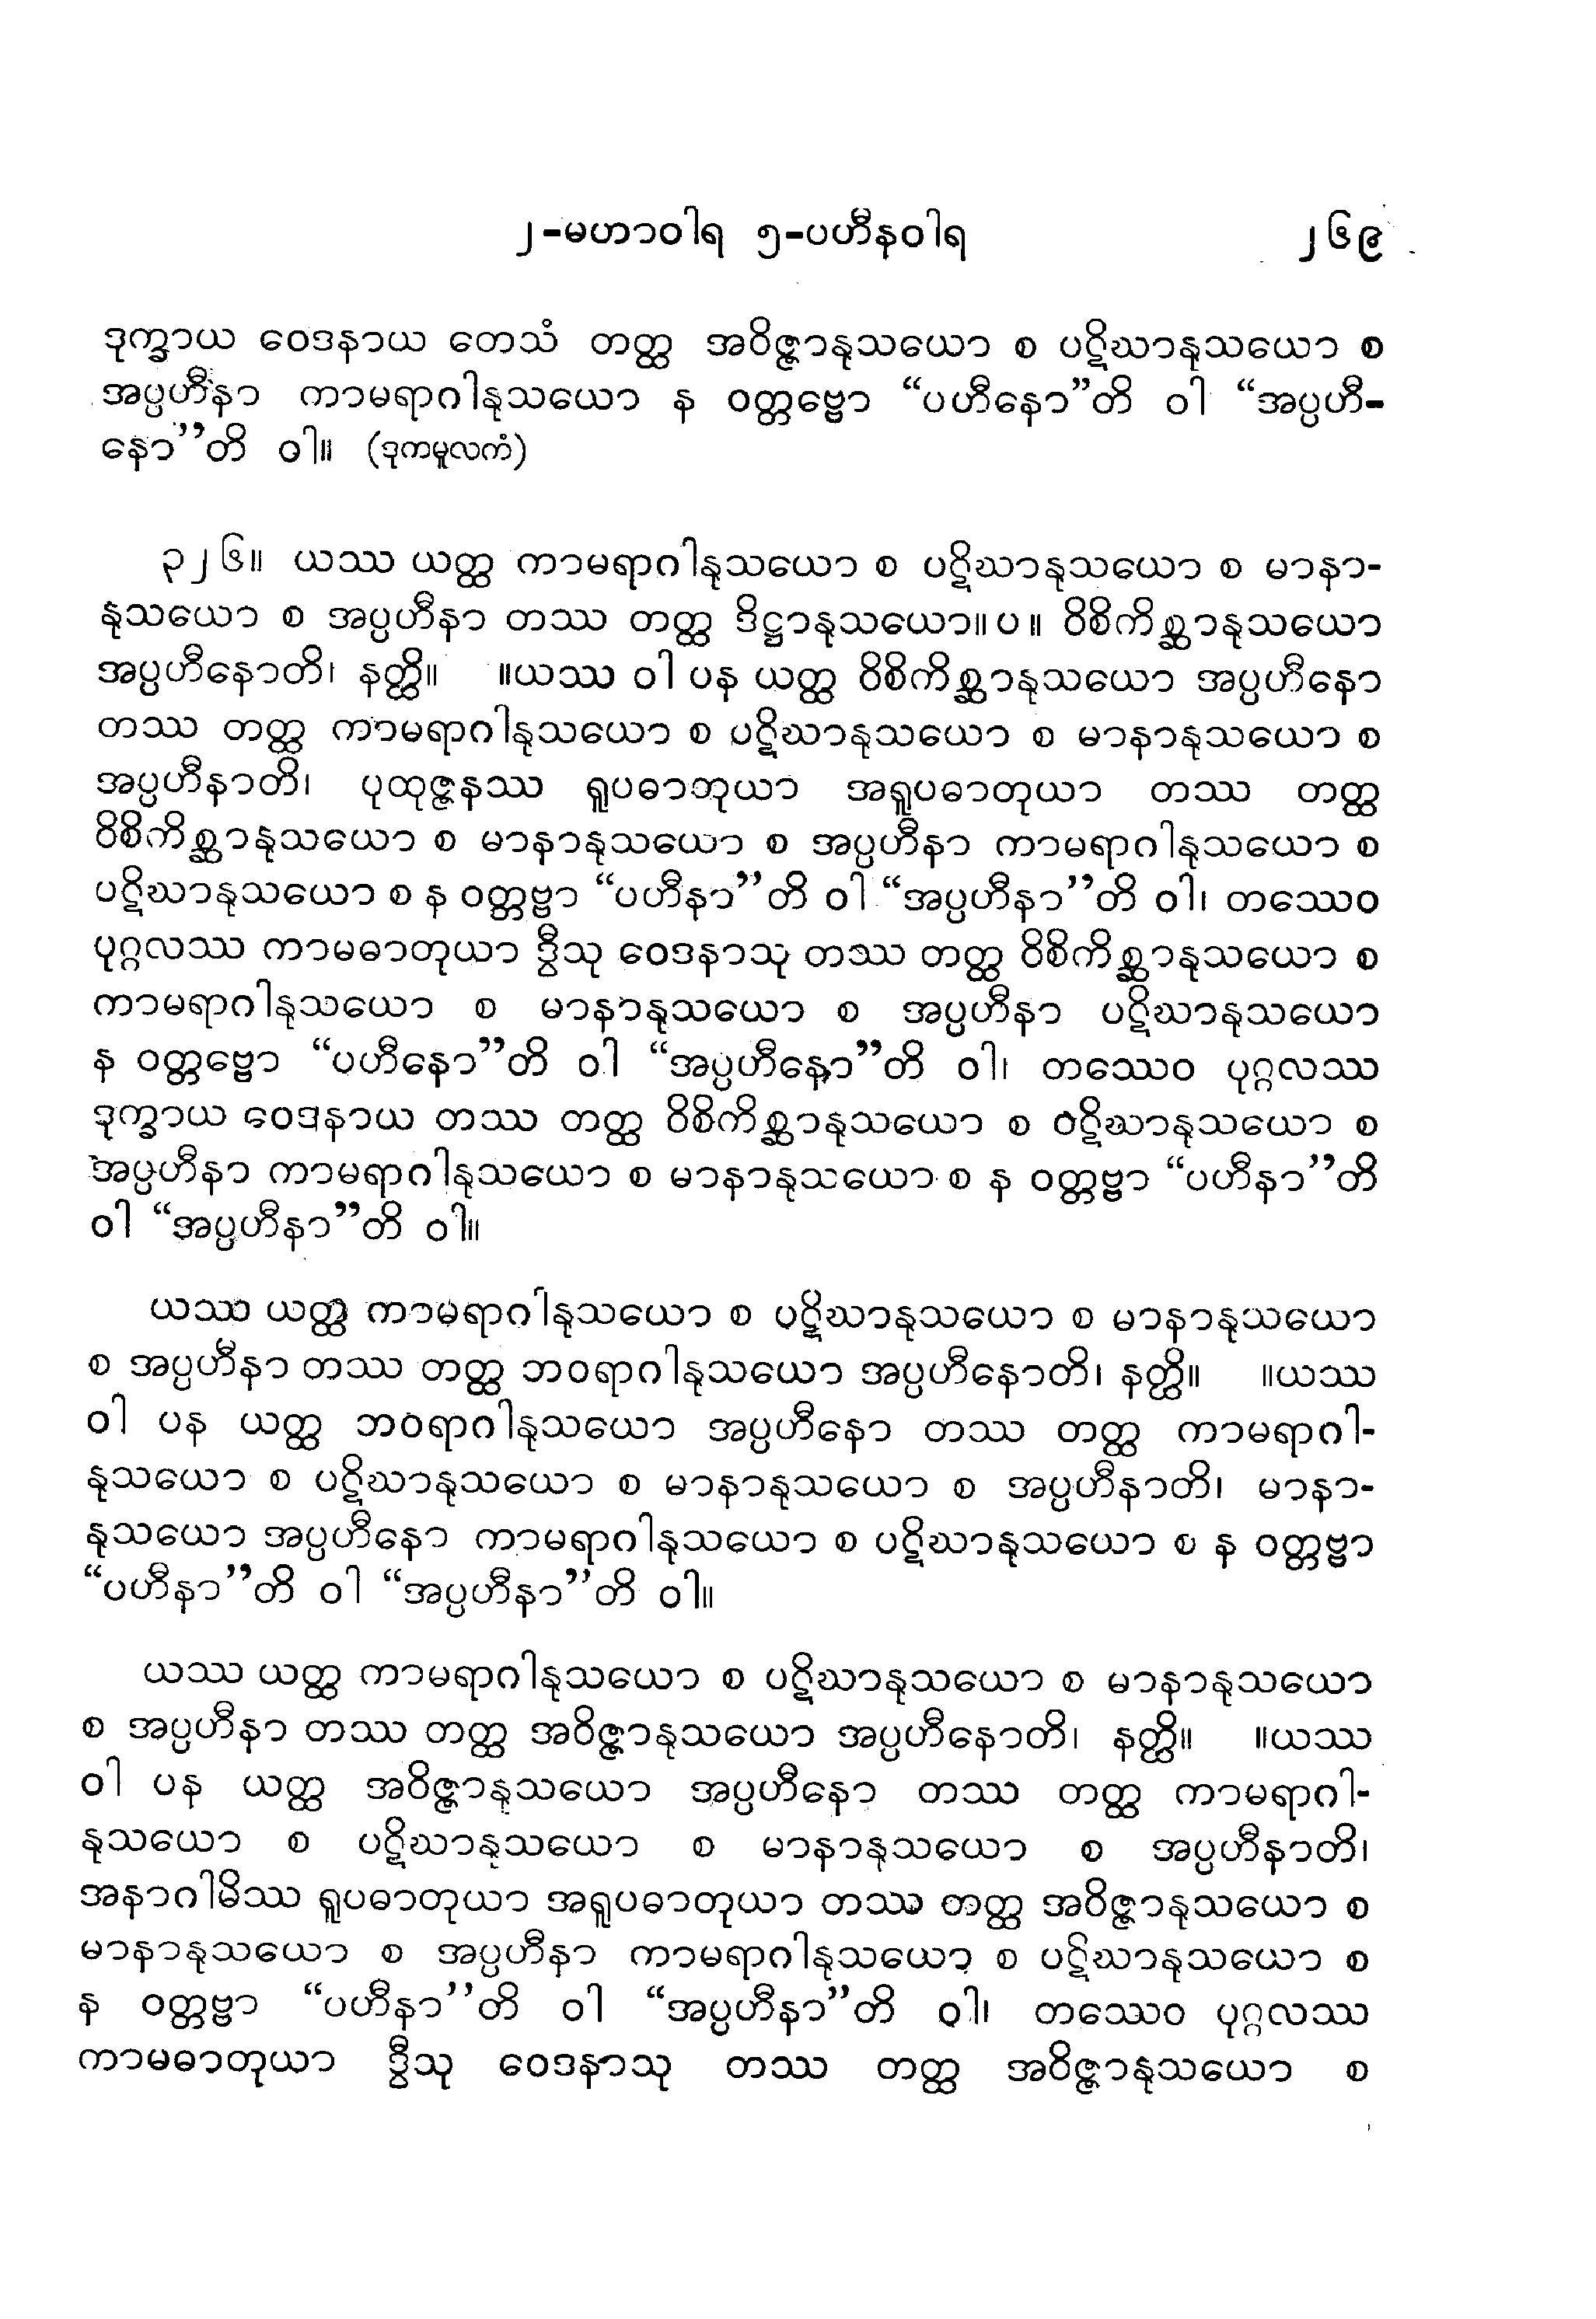 ၂-မဟာဝါရ ၅-ပဟီနဝါရ ၂၆၉
ဒုက္ခာယ ဝေဒနာယ တေသံ တတ္ထ အဝိဇ္ဇာနုသယော စ ပဋိဃာနုသယော စ
အပ္ပဟီနာ ကာမရာဂါနုသယော န ဝတ္တဗ္ဗော “ပဟီနော”တိ ဝါ “အပ္ပဟီ-
နော”တိ ဝါ။ (ဒုကမူလကံ)
၃၂၆။ ယဿ ယတ္ထ ကာမရာဂါနုသယော စ ပဋိဃာနုသယော စ မာနာ-
နုသယော စ အပ္ပဟီနာ တဿ တတ္ထ ဒိဋ္ဌာနုသယော။ပ။ ဝိစိကိစ္ဆာနုသယော
အပ္ပဟီနောတိ၊ နတ္ထိ။ ။ယဿ ဝါ ပန ယတ္ထ ဝိစိကိစ္ဆာနုသယော အပ္ပဟီနော
တဿ တတ္ထ ကာမရာဂါနုသယော စ ပဋိဃာနုသယော စ မာနာနုသယော စ
အပ္ပဟီနာတိ၊ ပုထုဇ္ဇနဿ ရူပဓာတုယာ အရူပဓာတုယာ တဿ တတ္ထ
ဝိစိကိစ္ဆာနုသယော စ မာနာနုသယော စ အပ္ပဟီနာ ကာမရာဂါနုသယော စ
ပဋိဃာနုသယော စ န ဝတ္တဗ္ဗာ “ပဟီနာ”တိ ဝါ “အပ္ပဟီနာ”တိ ဝါ၊ တဿေဝ
ပုဂ္ဂလဿ ကာမဓာတုယာ ဒွီသု ဝေဒနာသု တဿ တတ္ထ ဝိစိကိစ္ဆာနုသယော စ
ကာမရာဂါနုသယော စ မာနာနုသယော စ အပ္ပဟီနာ ပဋိဃာနုသယော
န ဝတ္တဗ္ဗော “ပဟီနော”တိ ဝါ “အပ္ပဟီနော”တိ ဝါ၊ တဿေဝ ပုဂ္ဂလဿ
ဒုက္ခာယ ဝေဒနာယ တဿ တတ္ထ ဝိစိကိစ္ဆာနုသယော စ ပဋိဃာနုသယော စ
အပ္ပဟီနာ ကာမရာဂါနုသယော စ မာနာနုသယော စ န ဝတ္တဗ္ဗာ “ပဟီနာ”တိ
ဝါ “အပ္ပဟီနာ”တိ ဝါ။
ယဿ ယတ္ထ ကာမရာဂါနုသယော စ ပဋိဃာနုသယော စ မာနာနုသယော
စ အပ္ပဟီနာ တဿ တတ္ထ ဘဝရာဂါနုသယော အပ္ပဟီနောတိ၊ နတ္ထိ။ ။ယဿ
ဝါ ပန ယတ္ထ ဘဝရာဂါနုသယော အပ္ပဟီနော တဿ တတ္ထ ကာမရာဂါ-
နုသယော စ ပဋိဃာနုသယော စ မာနာနုသယော စ အပ္ပဟီနာတိ၊ မာနာ-
နုသယော အပ္ပဟီနော ကာမရာဂါနုသယော စ ပဋိဃာနုသယော စ န ဝတ္တဗ္ဗာ
“ပဟီနာ”တိ ဝါ “အပ္ပဟီနာ”တိ ဝါ။
ယဿ ယတ္ထ ကာမရာဂါနုသယော စ ပဋိဃာနုသယော စ မာနာနုသယော
စ အပ္ပဟီနာ တဿ တတ္ထ အဝိဇ္ဇာနုသယော အပ္ပဟီနောတိ၊ နတ္ထိ။ ။ယဿ
ဝါ ပန ယတ္ထ အဝိဇ္ဇာနုသယော အပ္ပဟီနော တဿ တတ္ထ ကာမရာဂါ-
နုသယော စ ပဋိဃာနုသယော စ မာနာနုသယော စ အပ္ပဟီနာတိ၊
အနာဂါမိဿ ရူပဓာတုယာ အရူပဓာတုယာ တဿ တတ္ထ အဝိဇ္ဇာနုသယော စ
မာနာနုသယော စ အပ္ပဟီနာ ကာမရာဂါနုသယော စ ပဋိဃာနုသယော စ
န ဝတ္တဗ္ဗာ “ပဟီနာ”တိ ဝါ “အပ္ပဟီနာ”တိ ဝါ၊ တဿေဝ ပုဂ္ဂလဿ
ကာမဓာတုယာ ဒွီသု ဝေဒနာသု တဿ တတ္ထ အဝိဇ္ဇာနုသယော စ